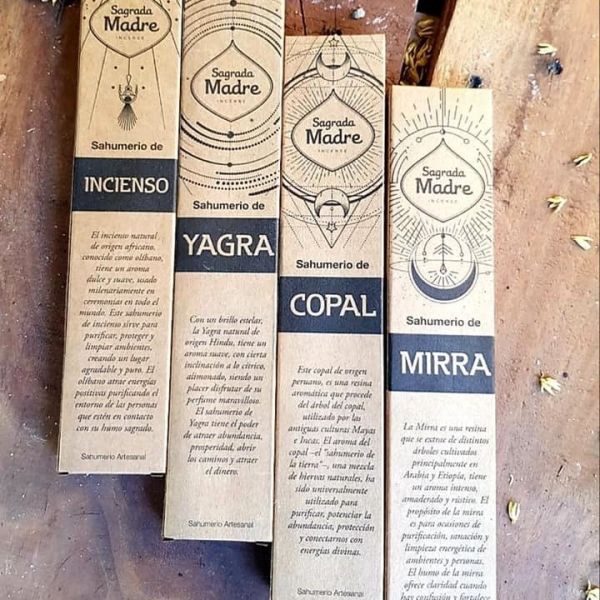 Sagrada
Madre
INCENSE
Sahumerio de
INCIENSO
El incienso natural
de origen africano,
conocido como olíbano,
tiene un aroma
dulce y suave, usado
milenariamente en
ceremonias en todo el
mundo. Este sahumerio
de incienso sirve para
purificar, proteger y
limpiar ambientes,
creando un lugar
agradable y puro. El
olíbano atrae energías
positivas purificando el
entorno de las personas
que estén en contacto
con su humo sagrado.
Sahumerio Artesanal
Sagrada
Madre
INCENSE
Sahumerio de
YAGRA
Con un brillo estelar,
la Yagra natural de
origen Hindu, tiene un
aroma suave, con cierta
inclinación a lo cítrico,
alimonado, siendo un
placer disfrutar de su
perfume maravilloso.
El sahumerio de
Yagra tiene el poder
de atraer abundancia,
prosperidad, abrir
los caminos y atraer
el dinero.
Sahumerio Artesanal
Sagrada
Madre
INCENSE
Sahumerio de
COPAL
Este copal de origen
peruano, es una resina
aromática que procede
del árbol del copal,
utilizado por las
antiguas culturas Mayas
e Incas. El aroma del
copal –el "sahumerio de
la tierra"–, una mezcla
de hiervas naturales, ha
sido universalmente
utilizado para
purificar, potenciar la
abundancia, protección
y conectarnos con
energías divinas.
Sahumerio Artesanal
Sagrada
Madre
INCENSE
Sahumerio de
MIRRA
La Mirra es una resina
que se extrae de distintos
árboles cultivados
principalmente en
Arabia y Etiopía, tiene
un aroma intenso,
amaderado y rústico. El
propósito de la mirra
es para ocasiones de
purificación, sanación y
limpieza energética de
ambientes y personas.
El humo de la mirra
ofrece claridad cuando
hay confusión y fortalece